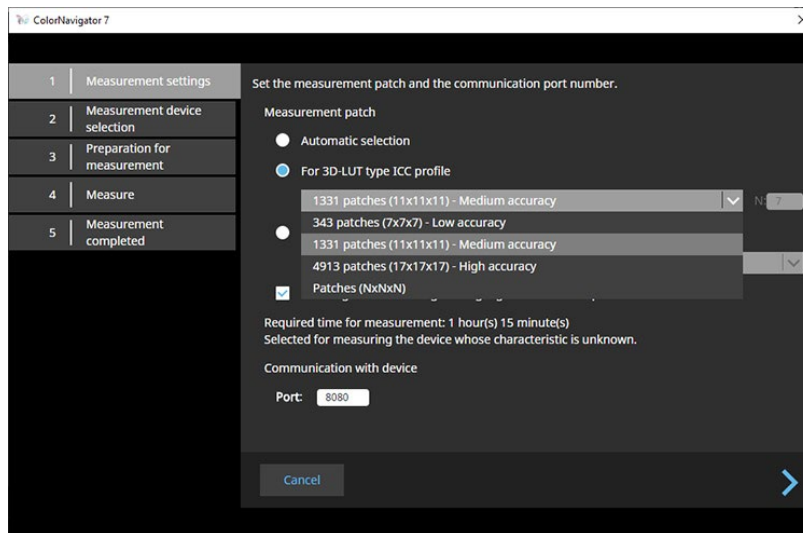 ColorNavigator 7
1 Measurement settings
2 Measurement device
selection
3 Preparation for
measurement
4 Measure
5 Measurement
completed
Set the measurement patch and the communication port number.
Measurement patch
Automatic selection
For 3D-LUT type ICC profile
1331 patches (11x11x11) - Medium accuracy
N: 7
343 patches (7x7x7) - Low accuracy
1331 patches (11x11x11) - Medium accuracy
4913 patches (17x17x17) - High accuracy
Patches (NxNxN)
Required time for measurement: 1 hour(s) 15 minute(s)
Selected for measuring the device whose characteristic is unknown.
Communication with device
Port: 8080
Cancel